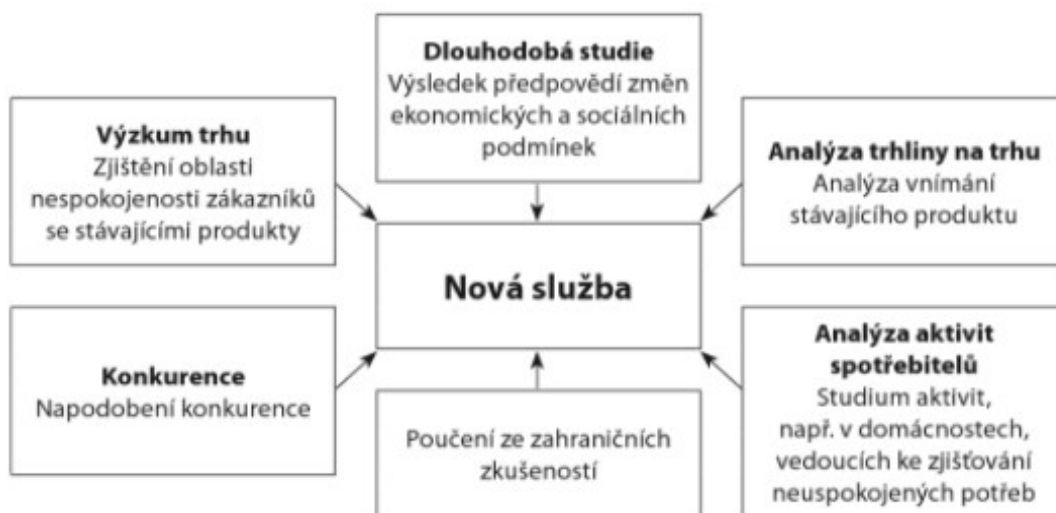 Dlouhodobá studie
Výsledek předpovědí změn
ekonomických a sociálních
podmínek
Výzkum trhu
Zjištění oblasti
nespokojenosti zákazníků
se stávajícími produkty
Analýza trhliny na trhu
Analýza vnímání
stávajícího produktu
Nová služba
Konkurence
Napodobení konkurence
Poučení ze zahraničních
zkušeností
Analýza aktivit
spotřebitelů
Studium aktivit,
např. v domácnostech,
vedoucích ke zjišťování
neuspokojených potřeb